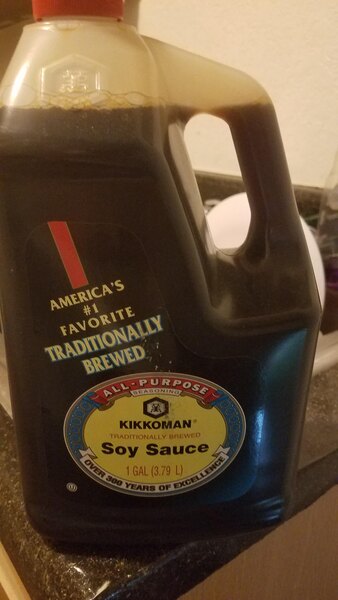 AMERICA'S
#1
FAVORITE
TRADITIONALLY
BREWED
ALL-PURPOSE
SEASONING
KIKKOMAN®
TRADITIONALLY BREWED
Soy Sauce
1 GAL (3.79 L)
OVER 300 YEARS OF EXCELLENCE